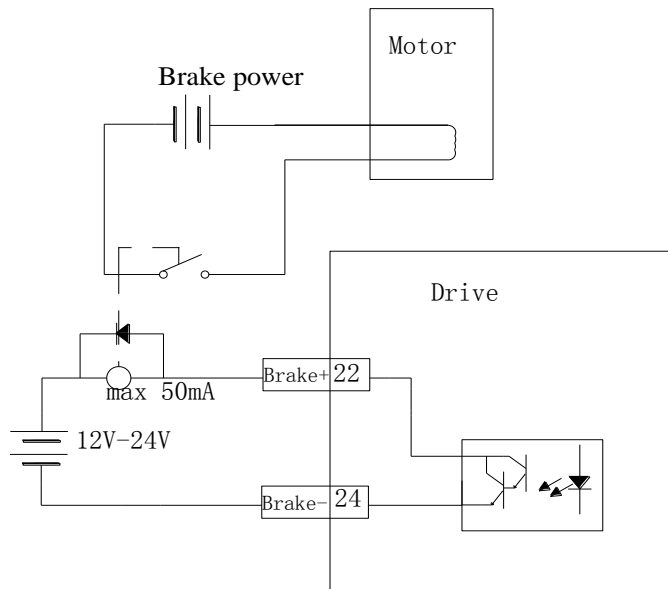 Motor
Brake power
Drive
Brake+ 22
max 50mA
12V-24V
Brake- 24